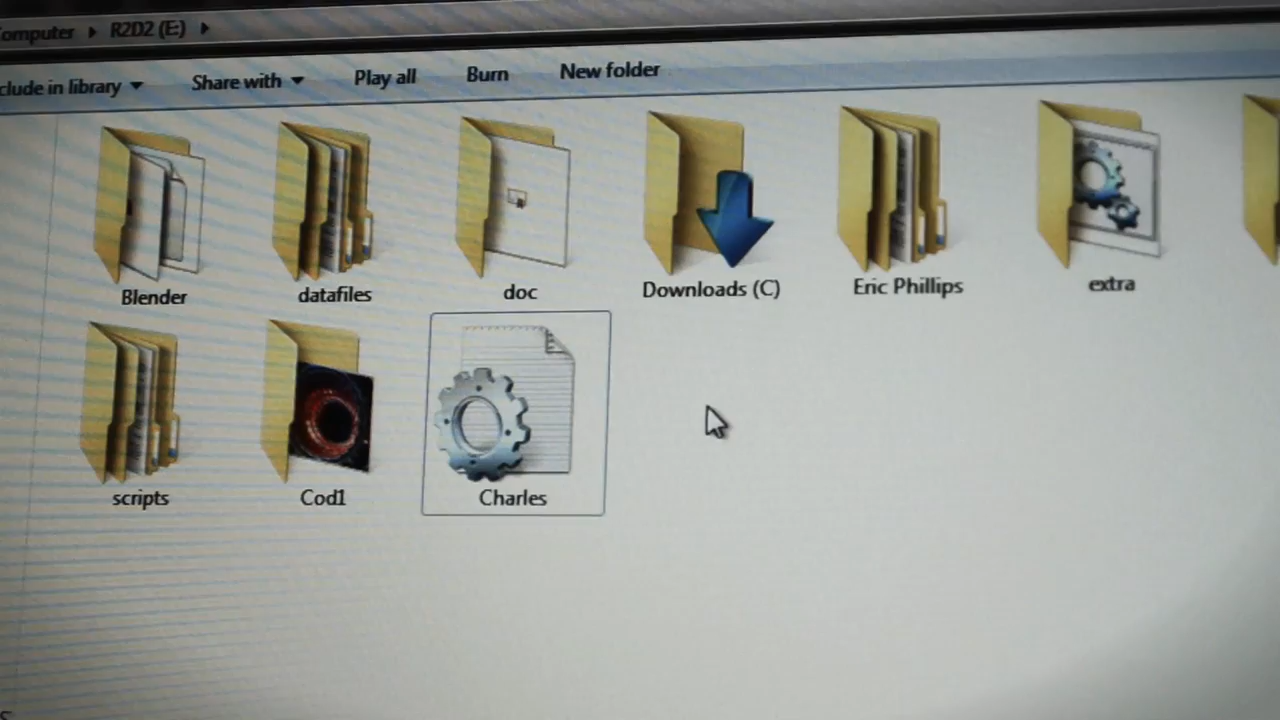 Computer ▸ R2D2 (E:) ▸
clude in library Share with Play all Burn New folder
Blender datafiles doc Downloads (C) Eric Phillips extra
scripts Cod1 Charles